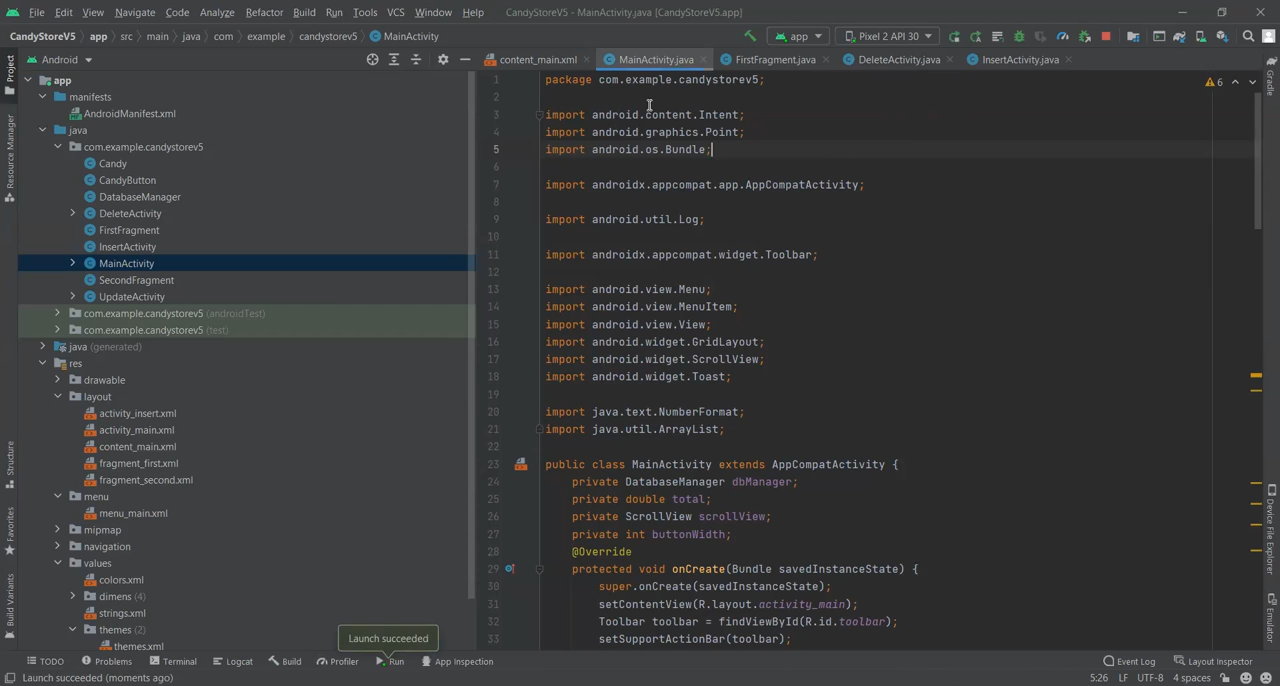 File Edit View Navigate Code Analyze Refactor Build Run Tools VCS Window Help CandyStoreV5 - MainActivity.java [CandyStoreV5.app]
CandyStoreV5 app src main java com example candystorev5 MainActivity app Pixel 2 API 30
Android content_main.xml MainActivity.java FirstFragment.java DeleteActivity.java InsertActivity.java
Project
Resource Manager
Structure
Favorites
Build Variants
app
manifests
AndroidManifest.xml
java
com.example.candystorev5
Candy
CandyButton
DatabaseManager
DeleteActivity
FirstFragment
InsertActivity
MainActivity
SecondFragment
UpdateActivity
com.example.candystorev5 (androidTest)
com.example.candystorev5 (test)
java (generated)
res
drawable
layout
activity_insert.xml
activity_main.xml
content_main.xml
fragment_first.xml
fragment_second.xml
menu
menu_main.xml
mipmap
navigation
values
colors.xml
dimens (4)
strings.xml
themes (2)
themes.xml
1 package com.example.candystorev5;
2
3 import android.content.Intent;
4 import android.graphics.Point;
5 import android.os.Bundle;
6
7 import androidx.appcompat.app.AppCompatActivity;
8
9 import android.util.Log;
10
11 import androidx.appcompat.widget.Toolbar;
12
13 import android.view.Menu;
14 import android.view.MenuItem;
15 import android.view.View;
16 import android.widget.GridLayout;
17 import android.widget.ScrollView;
18 import android.widget.Toast;
19
20 import java.text.NumberFormat;
21 import java.util.ArrayList;
22
23 public class MainActivity extends AppCompatActivity {
24 private DatabaseManager dbManager;
25 private double total;
26 private ScrollView scrollView;
27 private int buttonWidth;
28 @Override
29 protected void onCreate(Bundle savedInstanceState) {
30 super.onCreate(savedInstanceState);
31 setContentView(R.layout.activity_main);
32 Toolbar toolbar = findViewById(R.id.toolbar);
33 setSupportActionBar(toolbar);
6
Gradle
Device File Explorer
Emulator
Launch succeeded
TODO Problems Terminal Logcat Build Profiler Run App Inspection Event Log Layout Inspector
Launch succeeded (moments ago) 5:26 LF UTF-8 4 spaces